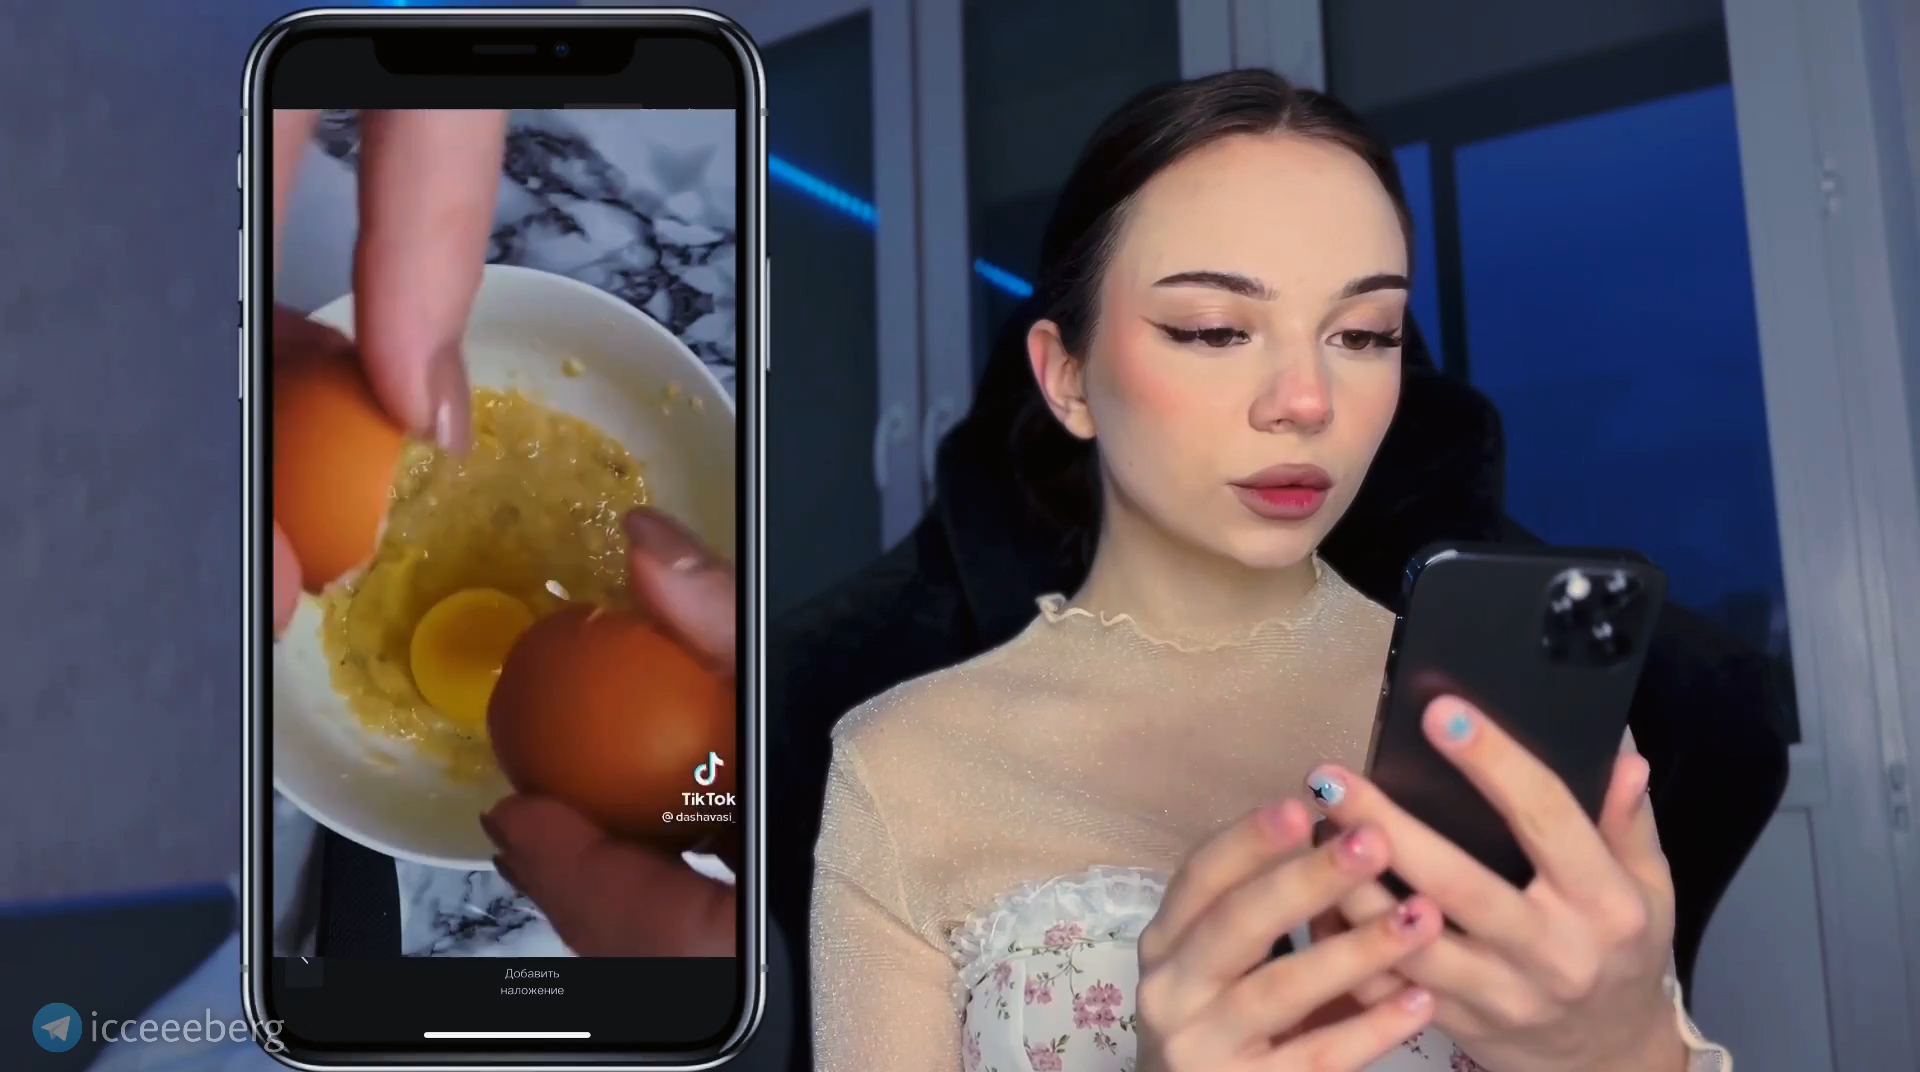 TikTok
@dashavasi_
Добавить
наложение
icceeeberg